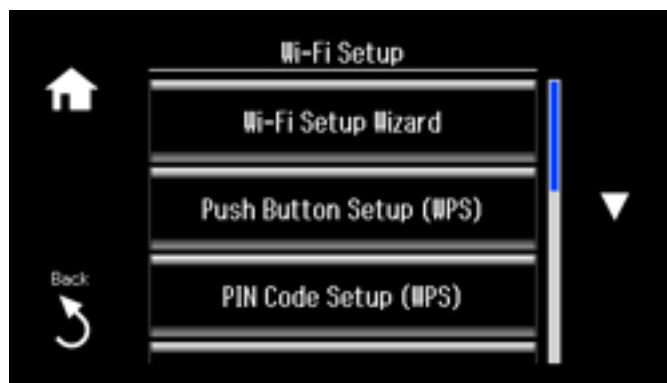 Wi-Fi Setup
Wi-Fi Setup Wizard
Push Button Setup (WPS)
Back
PIN Code Setup (WPS)